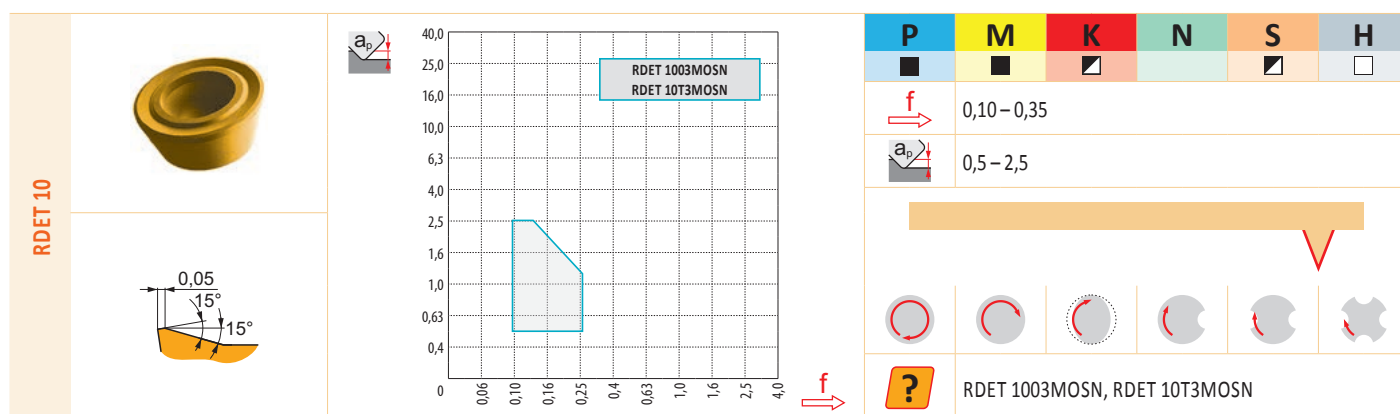 RDET 10
0,05
15°
15°
ap
40,0
25,0
16,0
10,0
6,3
4,0
2,5
1,6
1,0
0,63
0,4
0
0,06
0,10
0,16
0,25
0,4
0,63
1,0
1,6
2,5
4,0
f
RDET 1003MOSN
RDET 10T3MOSN
P M K N S H
f 0,10 – 0,35
ap 0,5 – 2,5
? RDET 1003MOSN, RDET 10T3MOSN